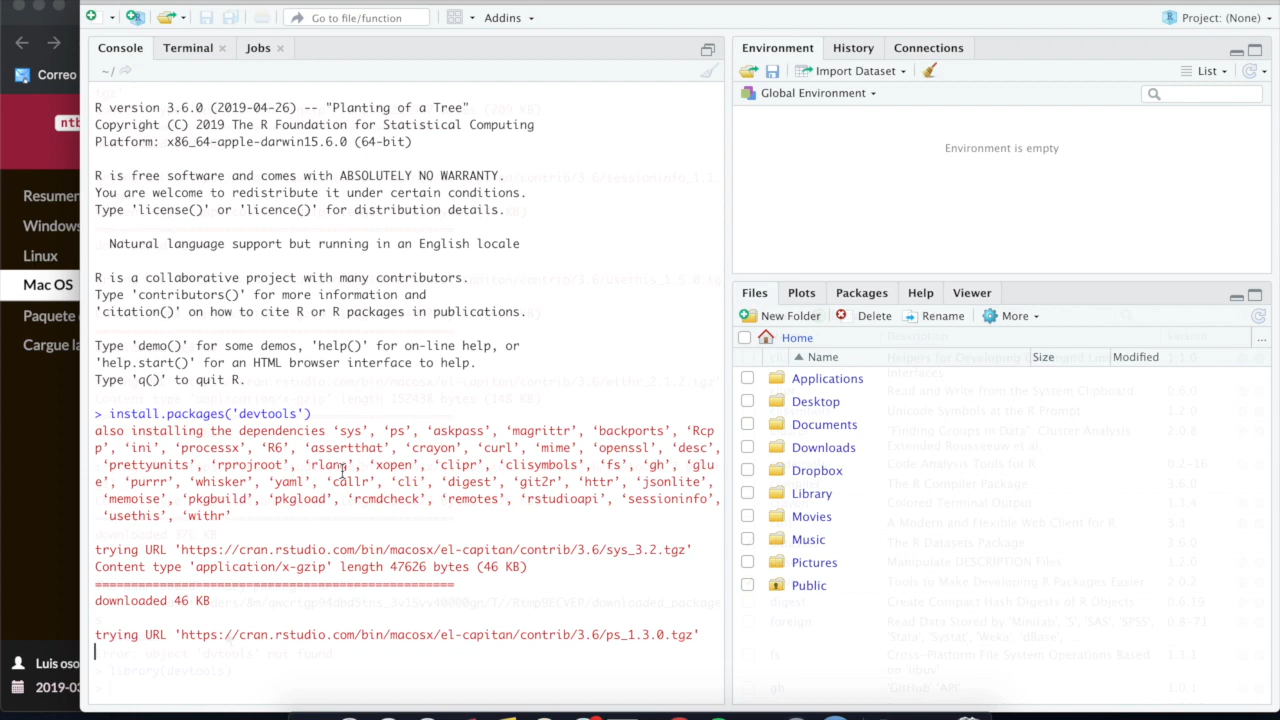 Go to file/function
Addins
Project: (None)
Console
Terminal
Jobs
~/
R version 3.6.0 (2019-04-26) -- "Planting of a Tree"
Copyright (C) 2019 The R Foundation for Statistical Computing
Platform: x86_64-apple-darwin15.6.0 (64-bit)
R is free software and comes with ABSOLUTELY NO WARRANTY.
You are welcome to redistribute it under certain conditions.
Type 'license()' or 'licence()' for distribution details.
Natural language support but running in an English locale
R is a collaborative project with many contributors.
Type 'contributors()' for more information and
'citation()' on how to cite R or R packages in publications.
Type 'demo()' for some demos, 'help()' for on-line help, or
'help.start()' for an HTML browser interface to help.
Type 'q()' to quit R.
> install.packages('devtools')
also installing the dependencies ‘sys’, ‘ps’, ‘askpass’, ‘magrittr’, ‘backports’, ‘Rcp
p’, ‘ini’, ‘processx’, ‘R6’, ‘assertthat’, ‘crayon’, ‘curl’, ‘mime’, ‘openssl’, ‘desc’,
‘prettyunits’, ‘rprojroot’, ‘rlang’, ‘xopen’, ‘clipr’, ‘clisymbols’, ‘fs’, ‘gh’, ‘glu
e’, ‘purrr’, ‘whisker’, ‘yaml’, ‘callr’, ‘cli’, ‘digest’, ‘git2r’, ‘httr’, ‘jsonlite’,
‘memoise’, ‘pkgbuild’, ‘pkgload’, ‘rcmdcheck’, ‘remotes’, ‘rstudioapi’, ‘sessioninfo’,
‘usethis’, ‘withr’
trying URL 'https://cran.rstudio.com/bin/macosx/el-capitan/contrib/3.6/sys_3.2.tgz'
Content type 'application/x-gzip' length 47626 bytes (46 KB)
==================================================
downloaded 46 KB
trying URL 'https://cran.rstudio.com/bin/macosx/el-capitan/contrib/3.6/ps_1.3.0.tgz'
error: object 'dvtools' not found
> library(devtools)
>
Environment
History
Connections
Import Dataset
List
Global Environment
Environment is empty
Files
Plots
Packages
Help
Viewer
New Folder
Delete
Rename
More
Home
...
Name
Size
Modified
Applications
Desktop
Documents
Downloads
Dropbox
Library
Movies
Music
Pictures
Public
Correo
ntb
Resumen
Windows
Linux
Mac OS
Paquete
Cargue la
Luis oso
2019-03